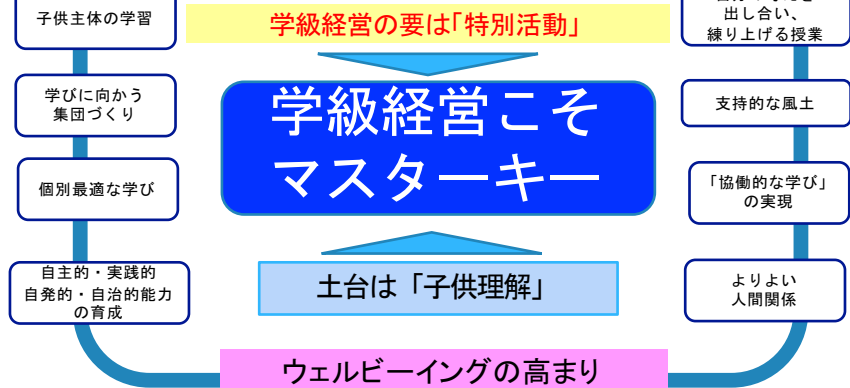 子供主体の学習
学びに向かう
集団づくり
個別最適な学び
自主的・実践的
自発的・自治的能力
の育成
学級経営の要は「特別活動」
学級経営こそ
マスターキー
土台は「子供理解」
ウェルビーイングの高まり
出し合い、
練り上げる授業
支持的な風土
「協働的な学び」
の実現
よりよい
人間関係